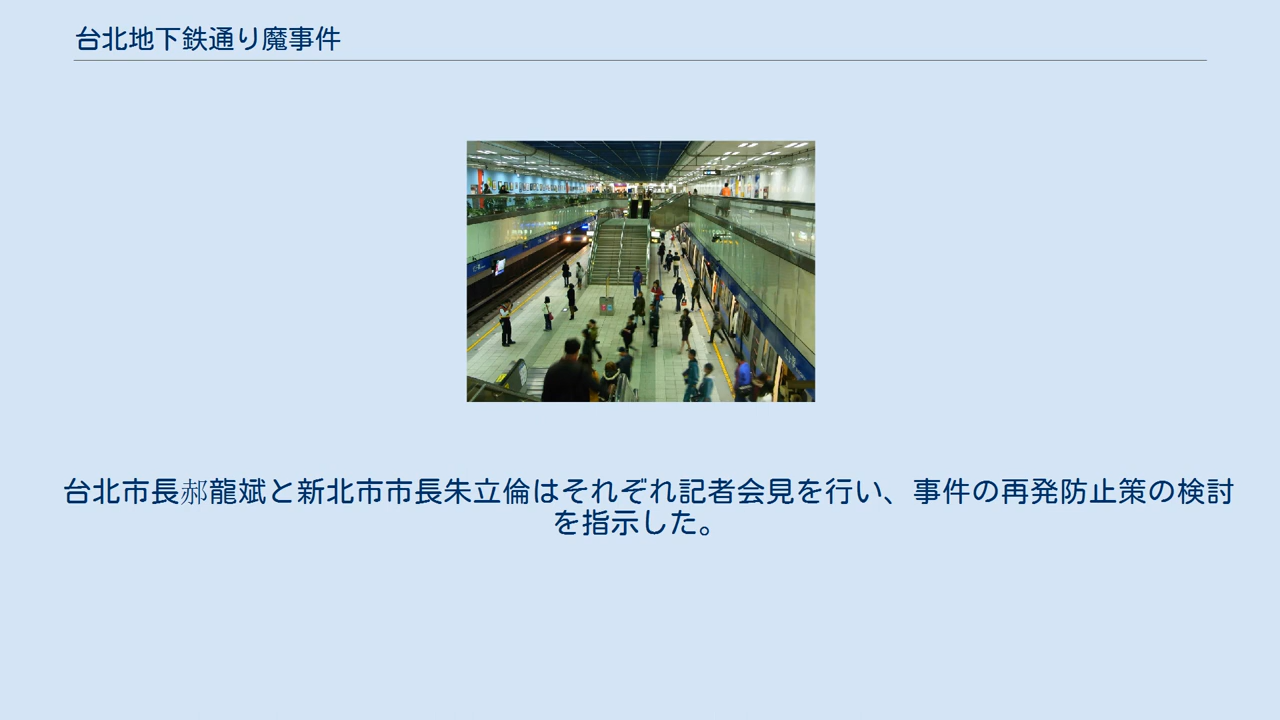 台北地下鉄通り魔事件
台北市長郝龍斌と新北市市長朱立倫はそれぞれ記者会見を行い、事件の再発防止策の検討
を指示した。